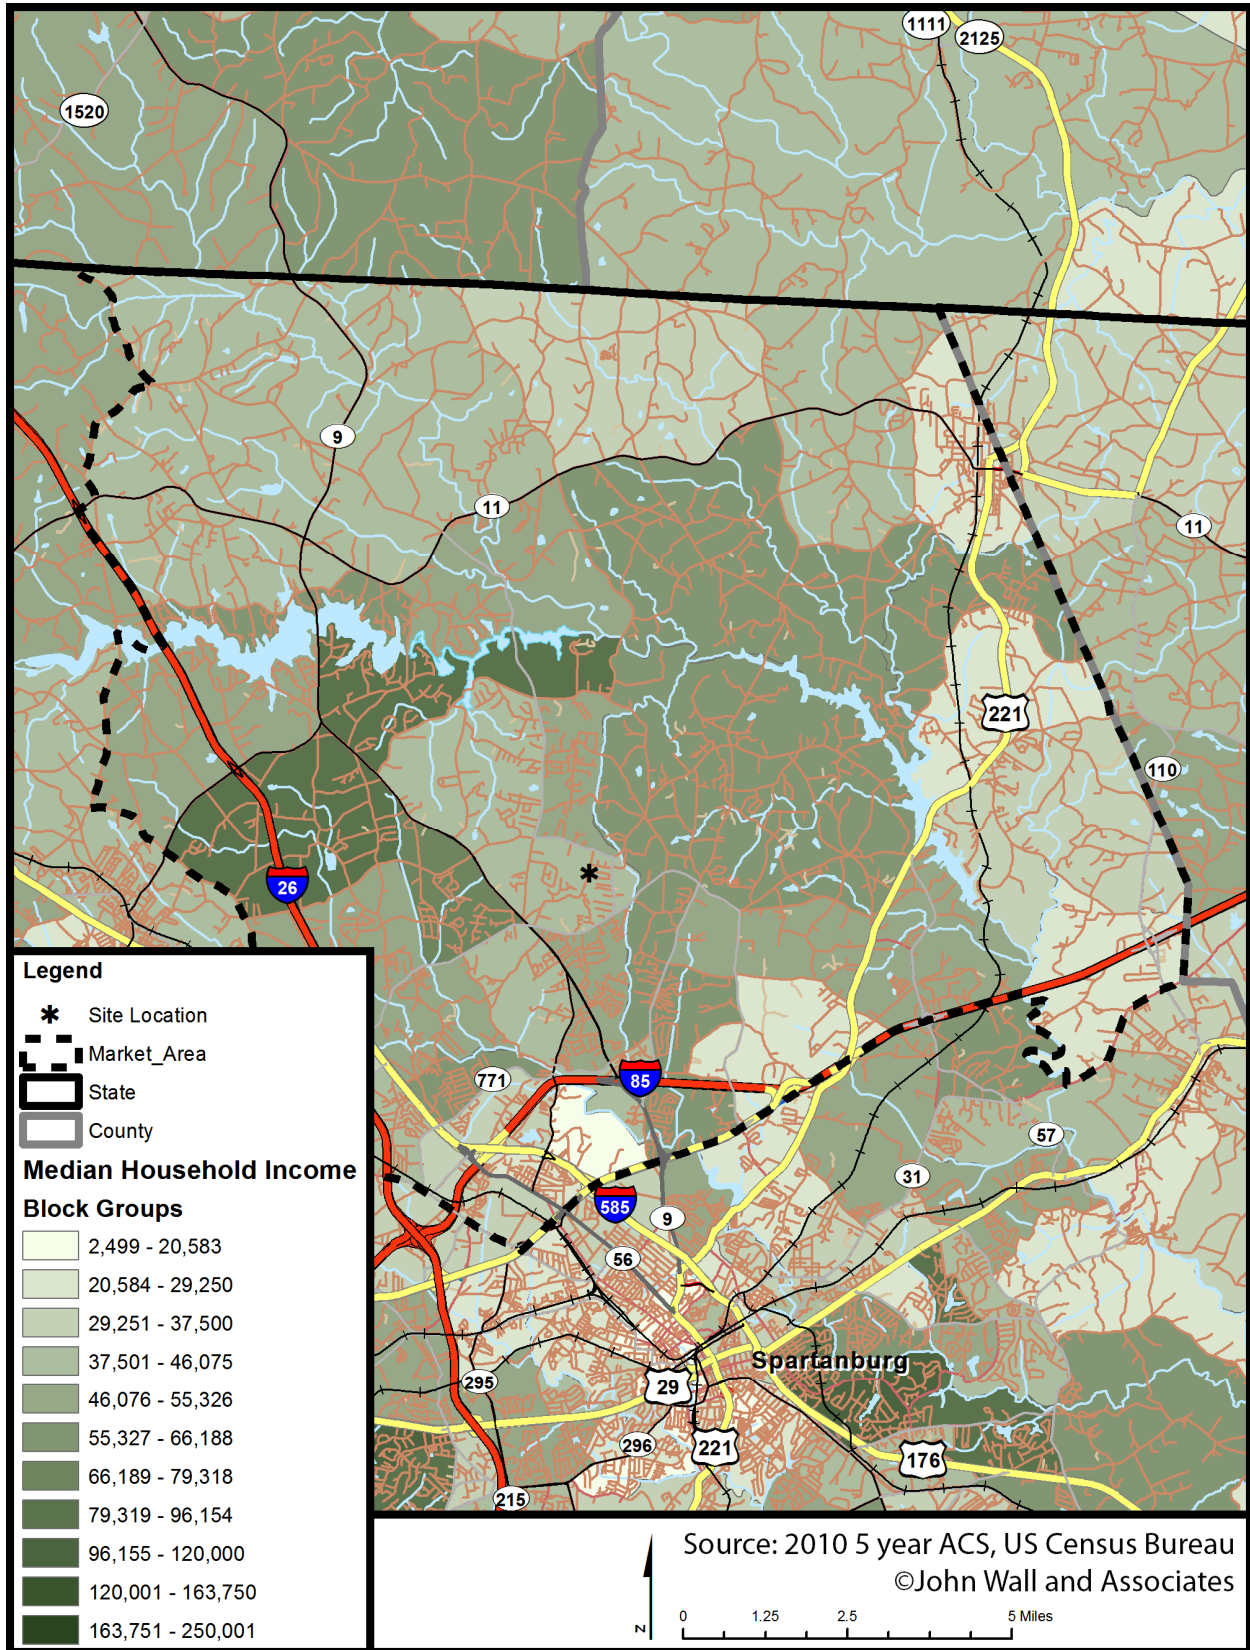 1111
2125
1520
9
11
11
221
110
26
Legend
Site Location
Market_Area
State
County
Median Household Income
Block Groups
2,499 - 20,583
20,584 - 29,250
29,251 - 37,500
37,501 - 46,075
46,076 - 55,326
55,327 - 66,188
66,189 - 79,318
79,319 - 96,154
96,155 - 120,000
120,001 - 163,750
163,751 - 250,001
771
85
57
31
585
9
56
Spartanburg
295
29
296
221
176
215
Source: 2010 5 year ACS, US Census Bureau
©John Wall and Associates
N
0 1.25 2.5 5 Miles